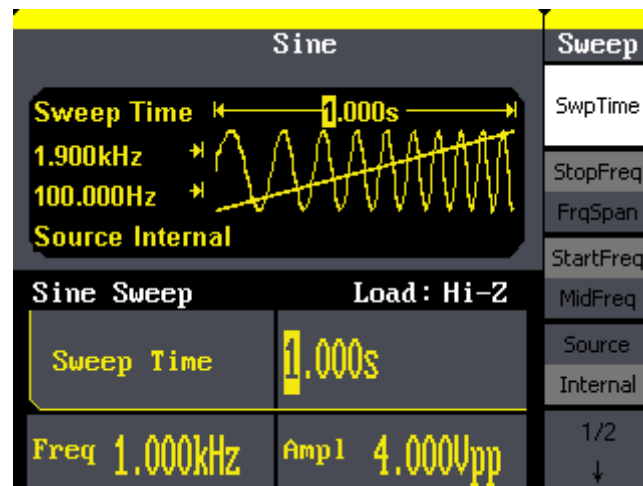 Sine
Sweep
Sweep Time 1.000s
1.900kHz
100.000Hz
Source Internal
SwpTime
StopFreq
FrqSpan
StartFreq
MidFreq
Source
Internal
1/2
↓
Sine Sweep Load: Hi-Z
Sweep Time 1.000s
Freq 1.000kHz Ampl 4.000Vpp